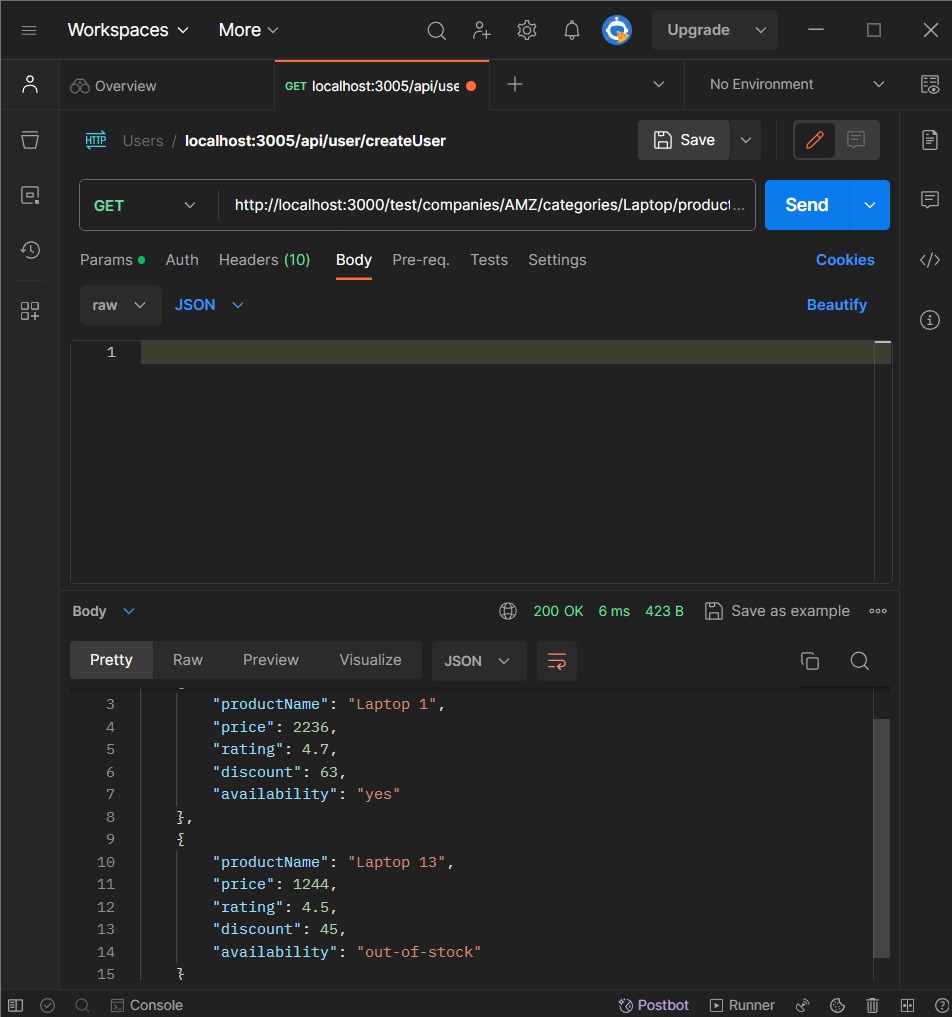 Workspaces More Upgrade
Overview GET localhost:3005/api/use No Environment
HTTP Users / localhost:3005/api/user/createUser Save
GET http://localhost:3000/test/companies/AMZ/categories/Laptop/product... Send
Params Auth Headers (10) Body Pre-req. Tests Settings Cookies
raw JSON Beautify
1
Body 200 OK 6 ms 423 B Save as example
Pretty Raw Preview Visualize JSON
3 "productName": "Laptop 1",
4 "price": 2236,
5 "rating": 4.7,
6 "discount": 63,
7 "availability": "yes"
8 },
9 {
10 "productName": "Laptop 13",
11 "price": 1244,
12 "rating": 4.5,
13 "discount": 45,
14 "availability": "out-of-stock"
15 }
Console Postbot Runner